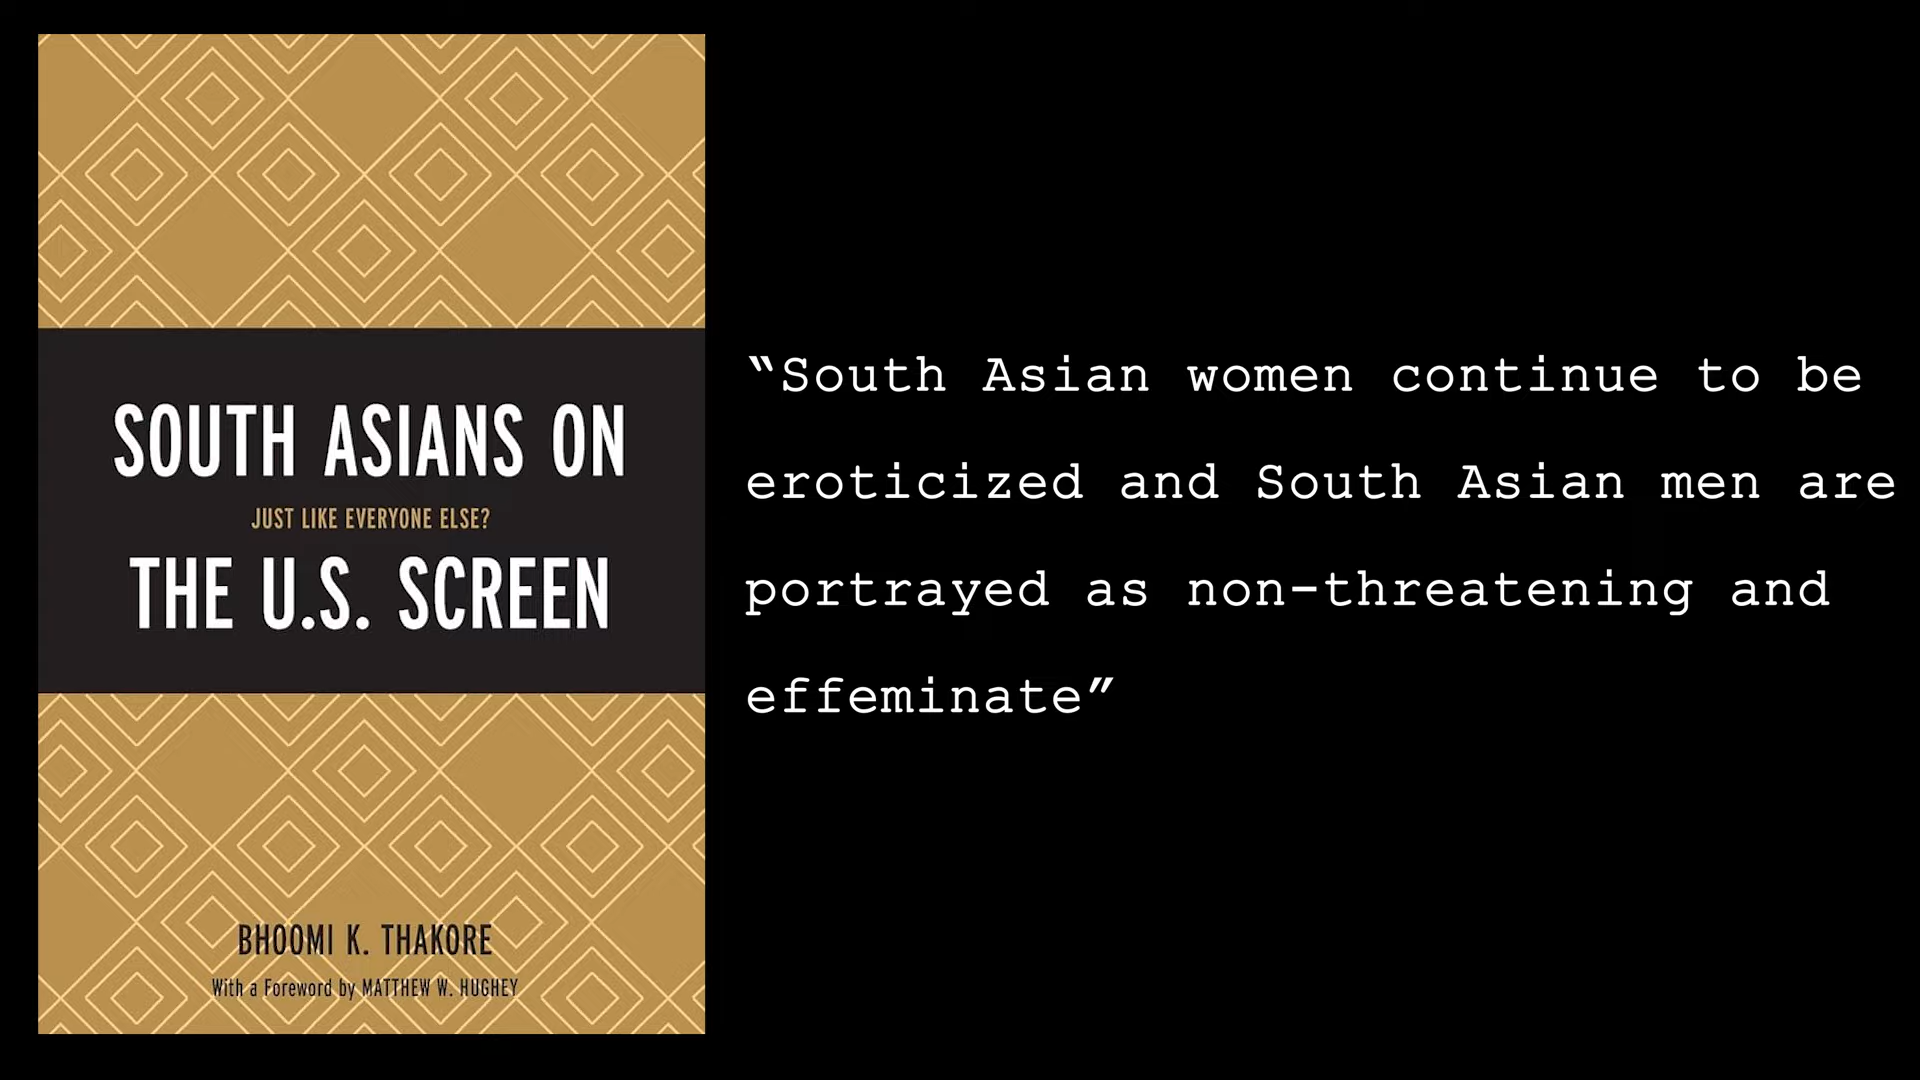 SOUTH ASIANS ON
JUST LIKE EVERYONE ELSE?
THE U.S. SCREEN
BHOOMI K. THAKORE
With a Foreword by MATTHEW W. HUGHEY
“South Asian women continue to be
eroticized and South Asian men are
portrayed as non-threatening and
effeminate”